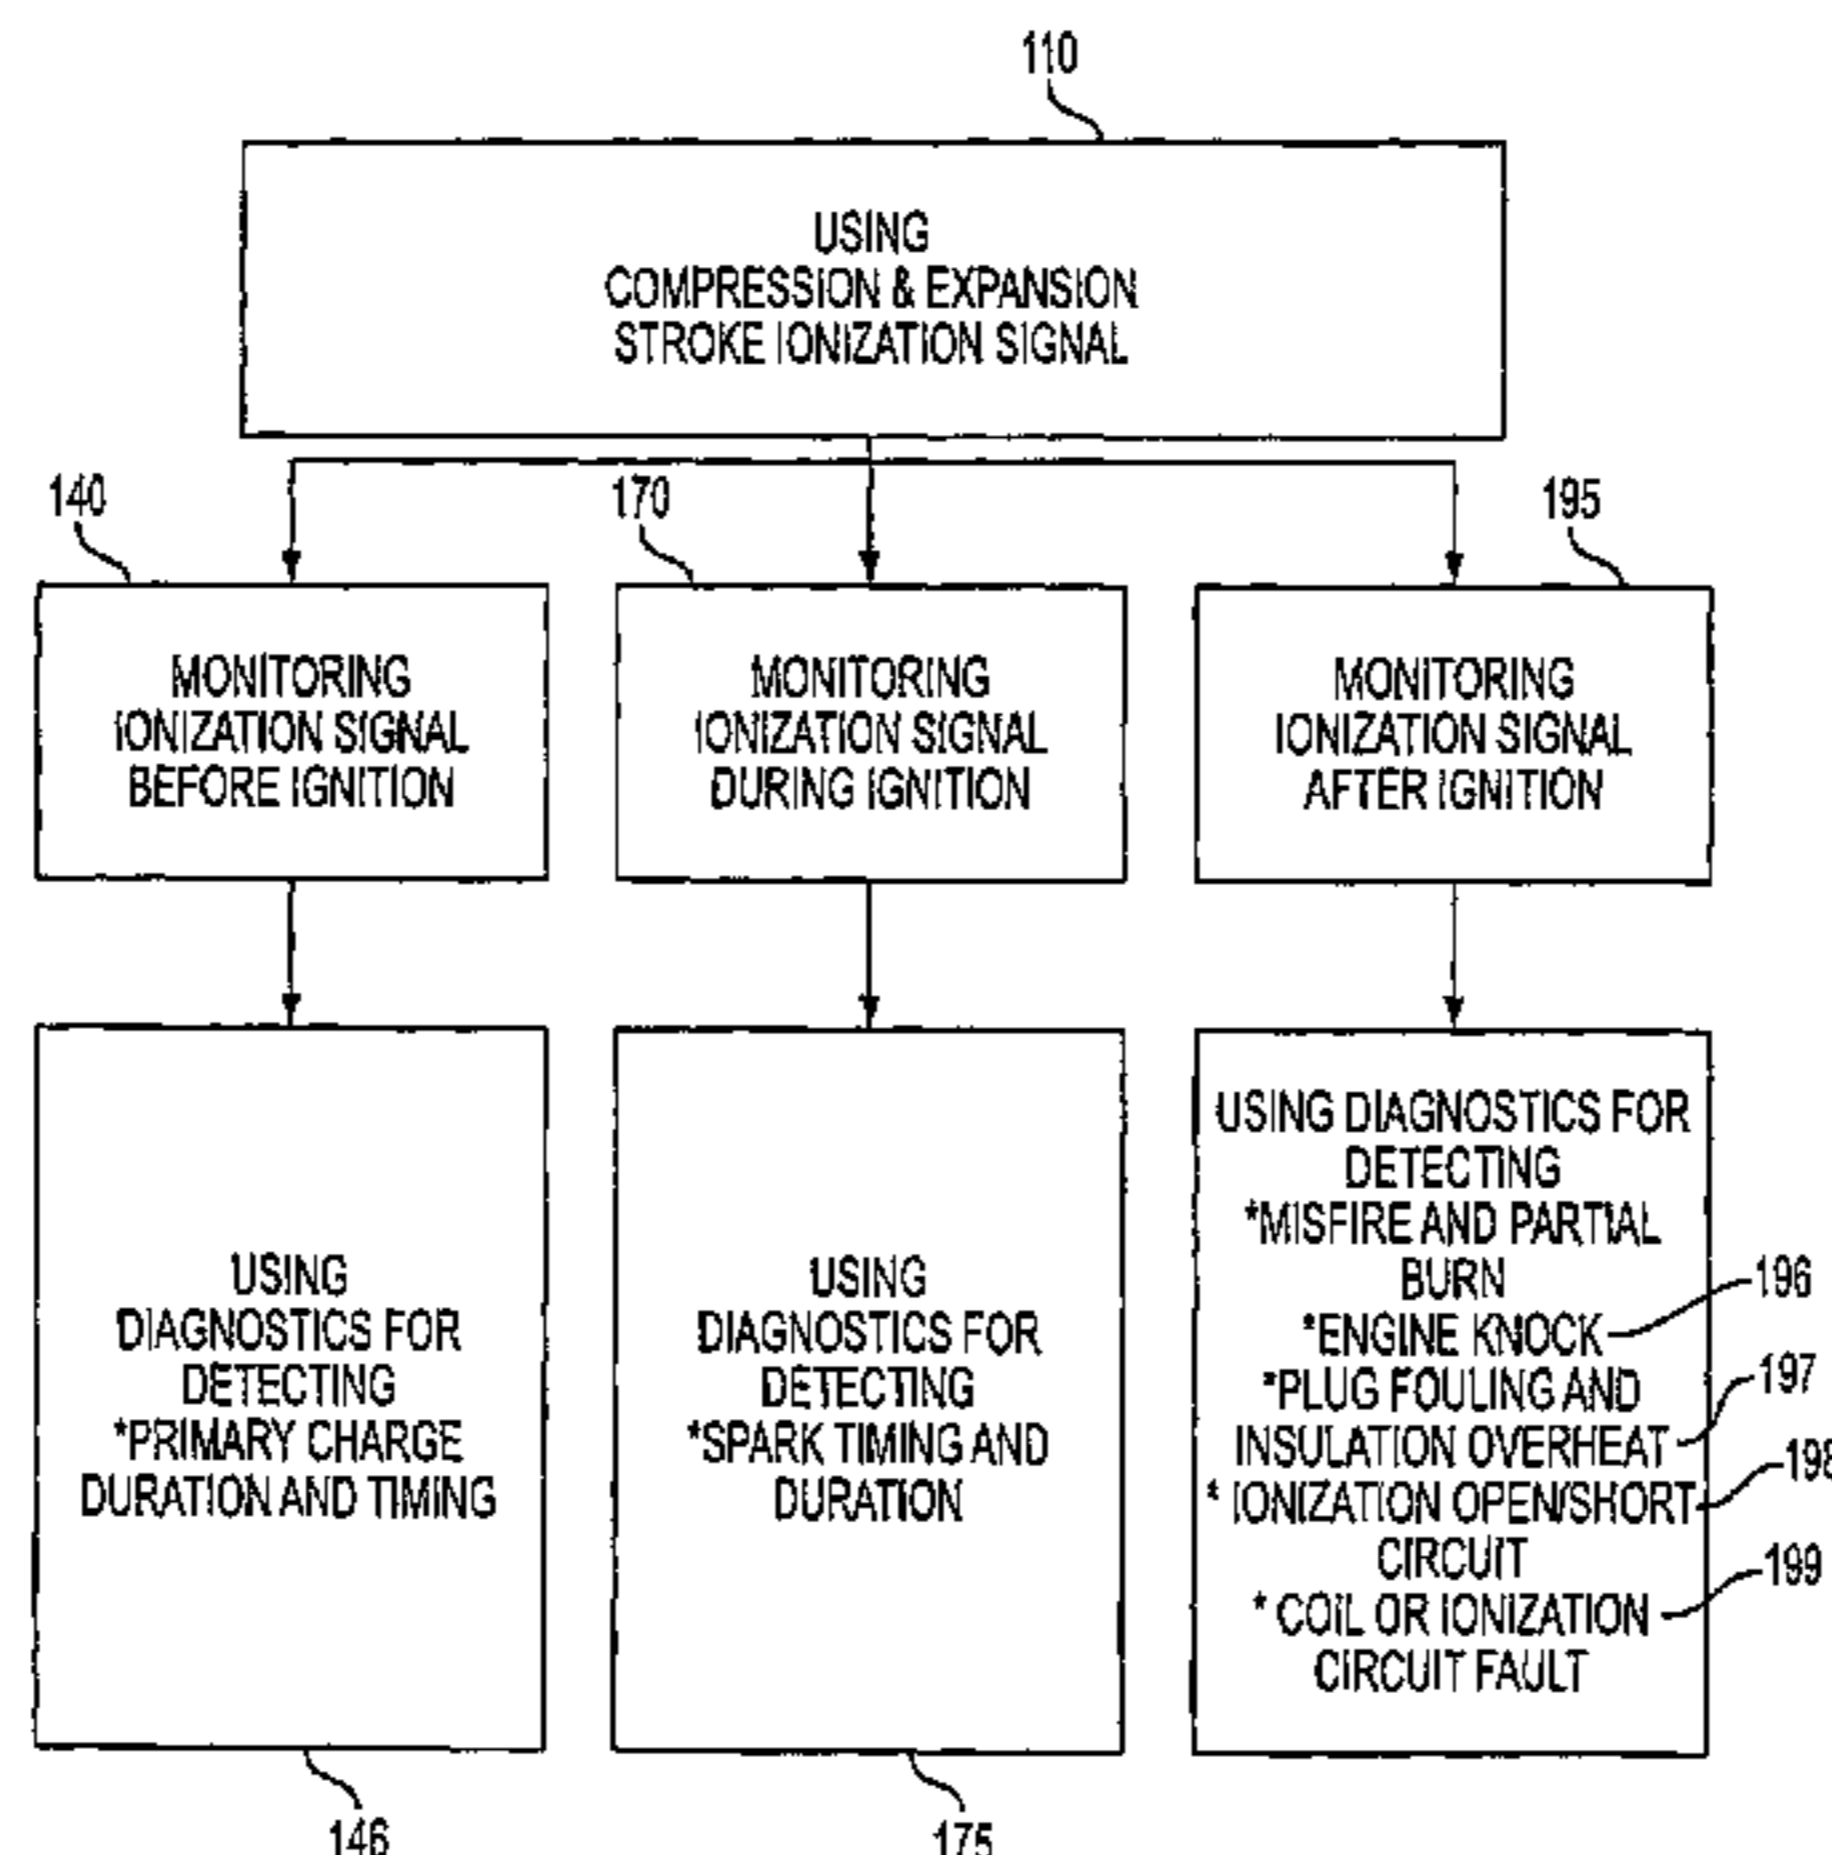 110
USING
COMPRESSION & EXPANSION
STROKE IONIZATION SIGNAL
140
170
195
MONITORING
IONIZATION SIGNAL
BEFORE IGNITION
MONITORING
IONIZATION SIGNAL
DURING IGNITION
MONITORING
IONIZATION SIGNAL
AFTER IGNITION
USING
DIAGNOSTICS FOR
DETECTING
*PRIMARY CHARGE
DURATION AND TIMING
146
USING
DIAGNOSTICS FOR
DETECTING
*SPARK TIMING AND
DURATION
175
USING DIAGNOSTICS FOR
DETECTING
*MISFIRE AND PARTIAL
BURN
*ENGINE KNOCK
196
*PLUG FOULING AND
INSULATION OVERHEAT
197
* IONIZATION OPEN/SHORT
CIRCUIT
198
* COIL OR IONIZATION
CIRCUIT FAULT
199